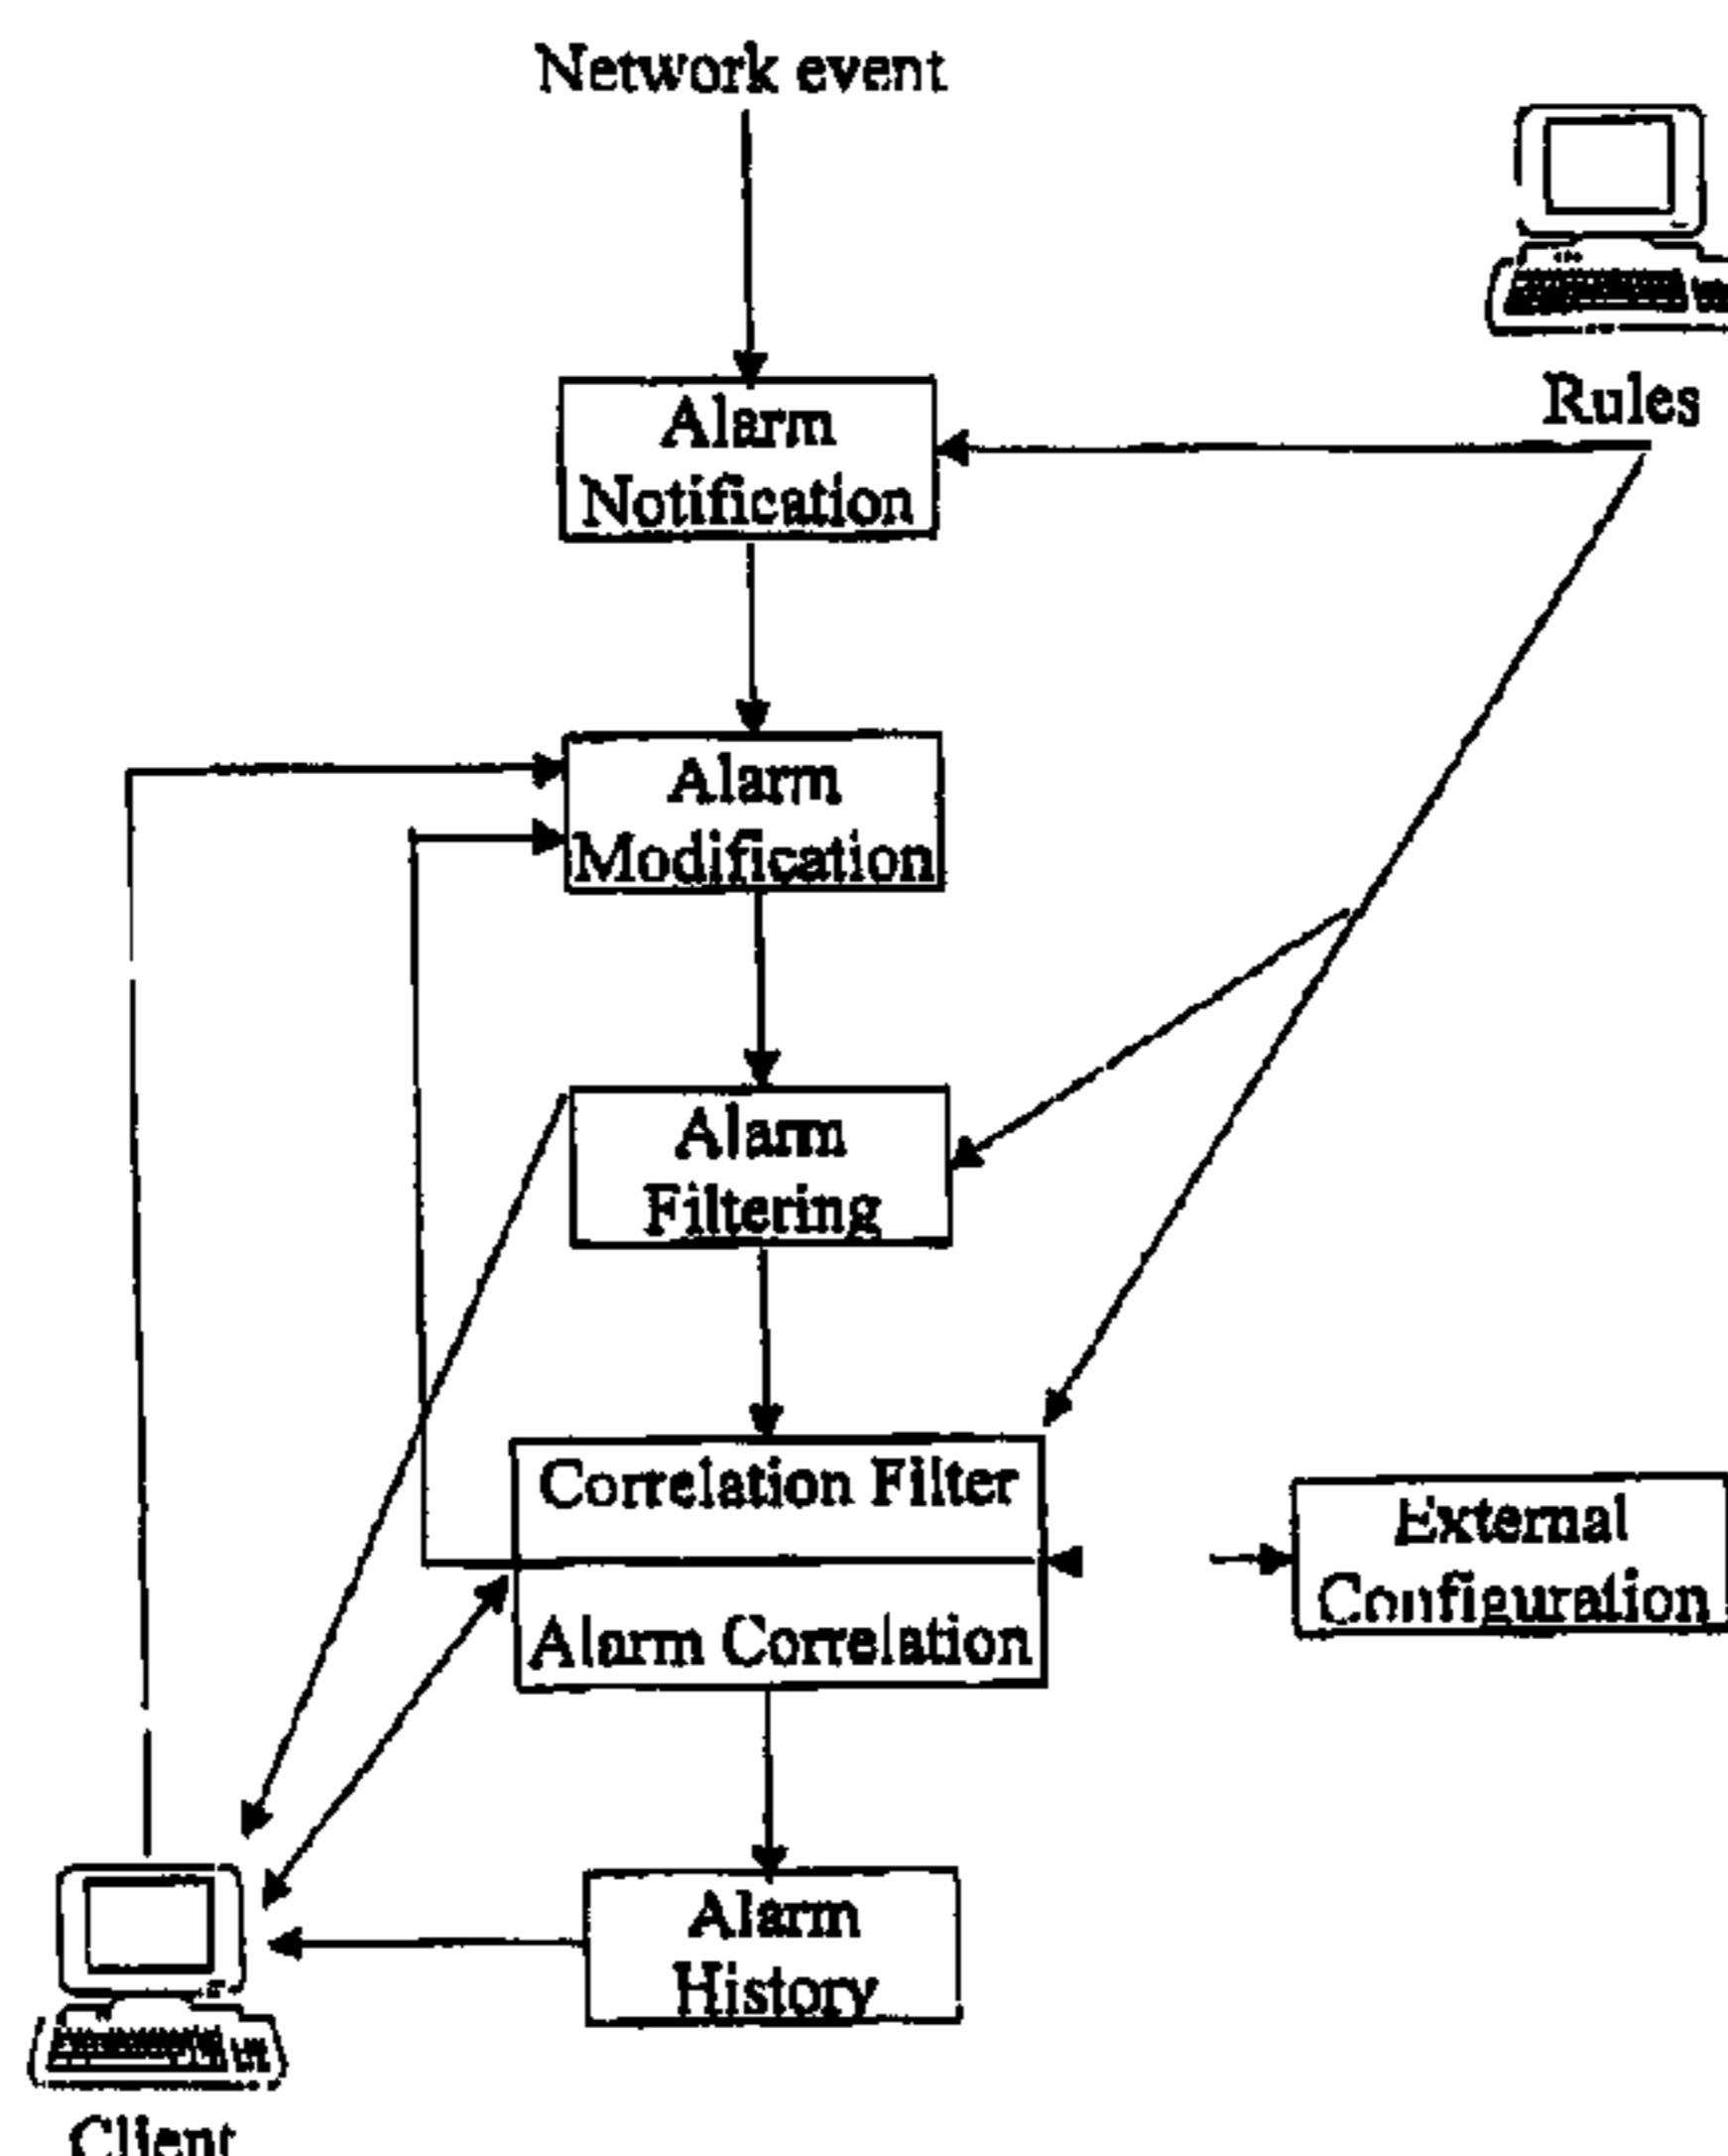 Network event
Rules
Alarm
Notification
Alarm
Modification
Alarm
Filtering
Correlation Filter
Alarm Correlation
External
Configuration
Alarm
History
Client